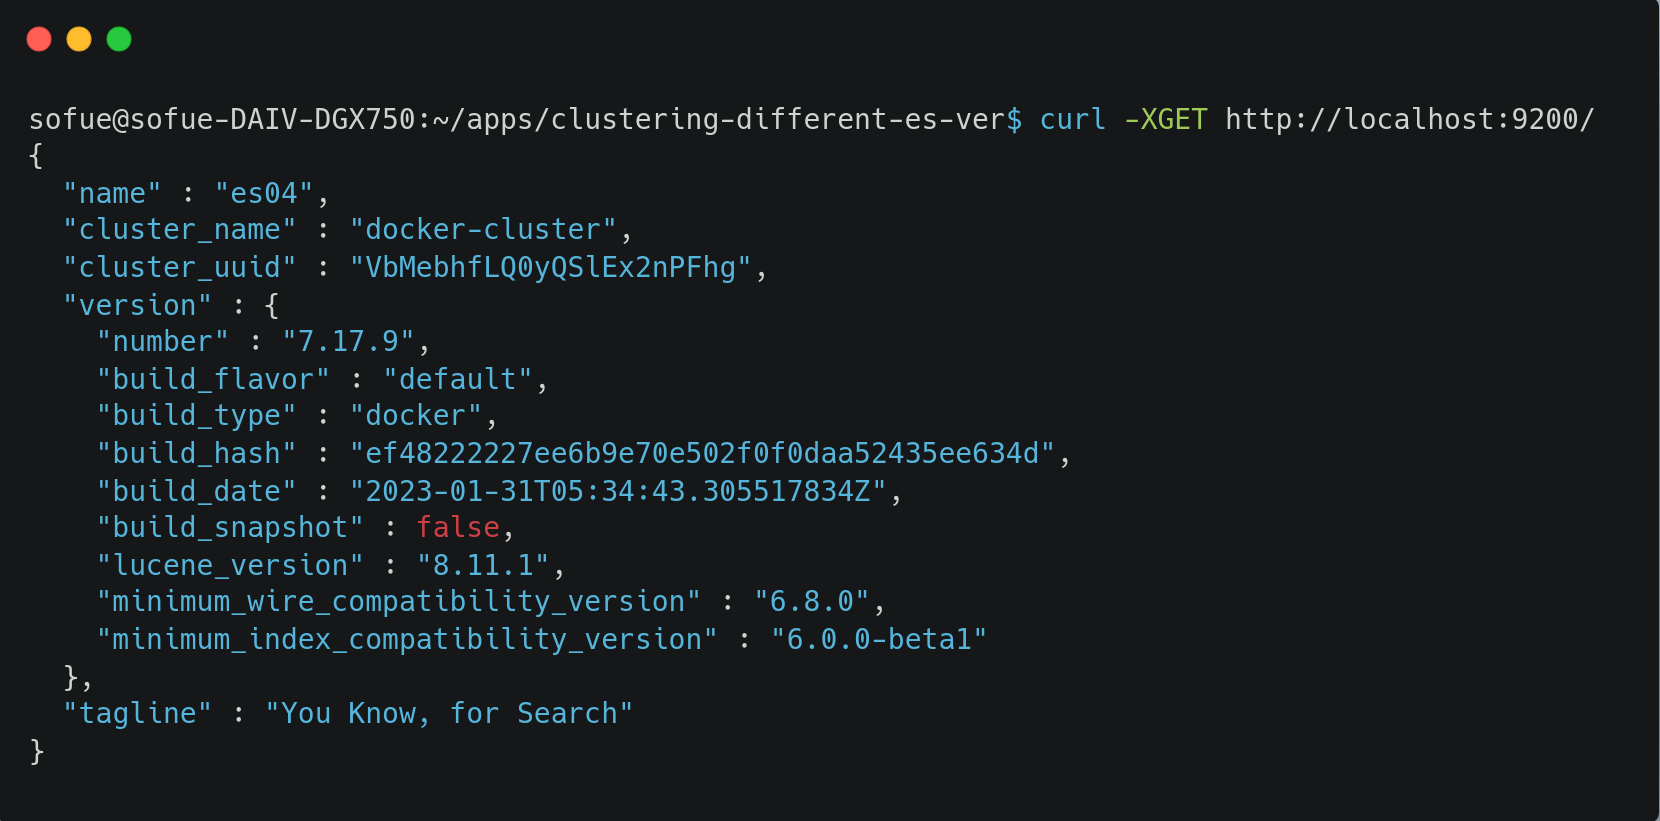 sofue@sofue-DAIV-DGX750:~/apps/clustering-different-es-ver$ curl -XGET http://localhost:9200/
{
  "name" : "es04",
  "cluster_name" : "docker-cluster",
  "cluster_uuid" : "VbMebhfLQ0yQSlEx2nPFhg",
  "version" : {
    "number" : "7.17.9",
    "build_flavor" : "default",
    "build_type" : "docker",
    "build_hash" : "ef48222227ee6b9e70e502f0f0daa52435ee634d",
    "build_date" : "2023-01-31T05:34:43.305517834Z",
    "build_snapshot" : false,
    "lucene_version" : "8.11.1",
    "minimum_wire_compatibility_version" : "6.8.0",
    "minimum_index_compatibility_version" : "6.0.0-beta1"
  },
  "tagline" : "You Know, for Search"
}